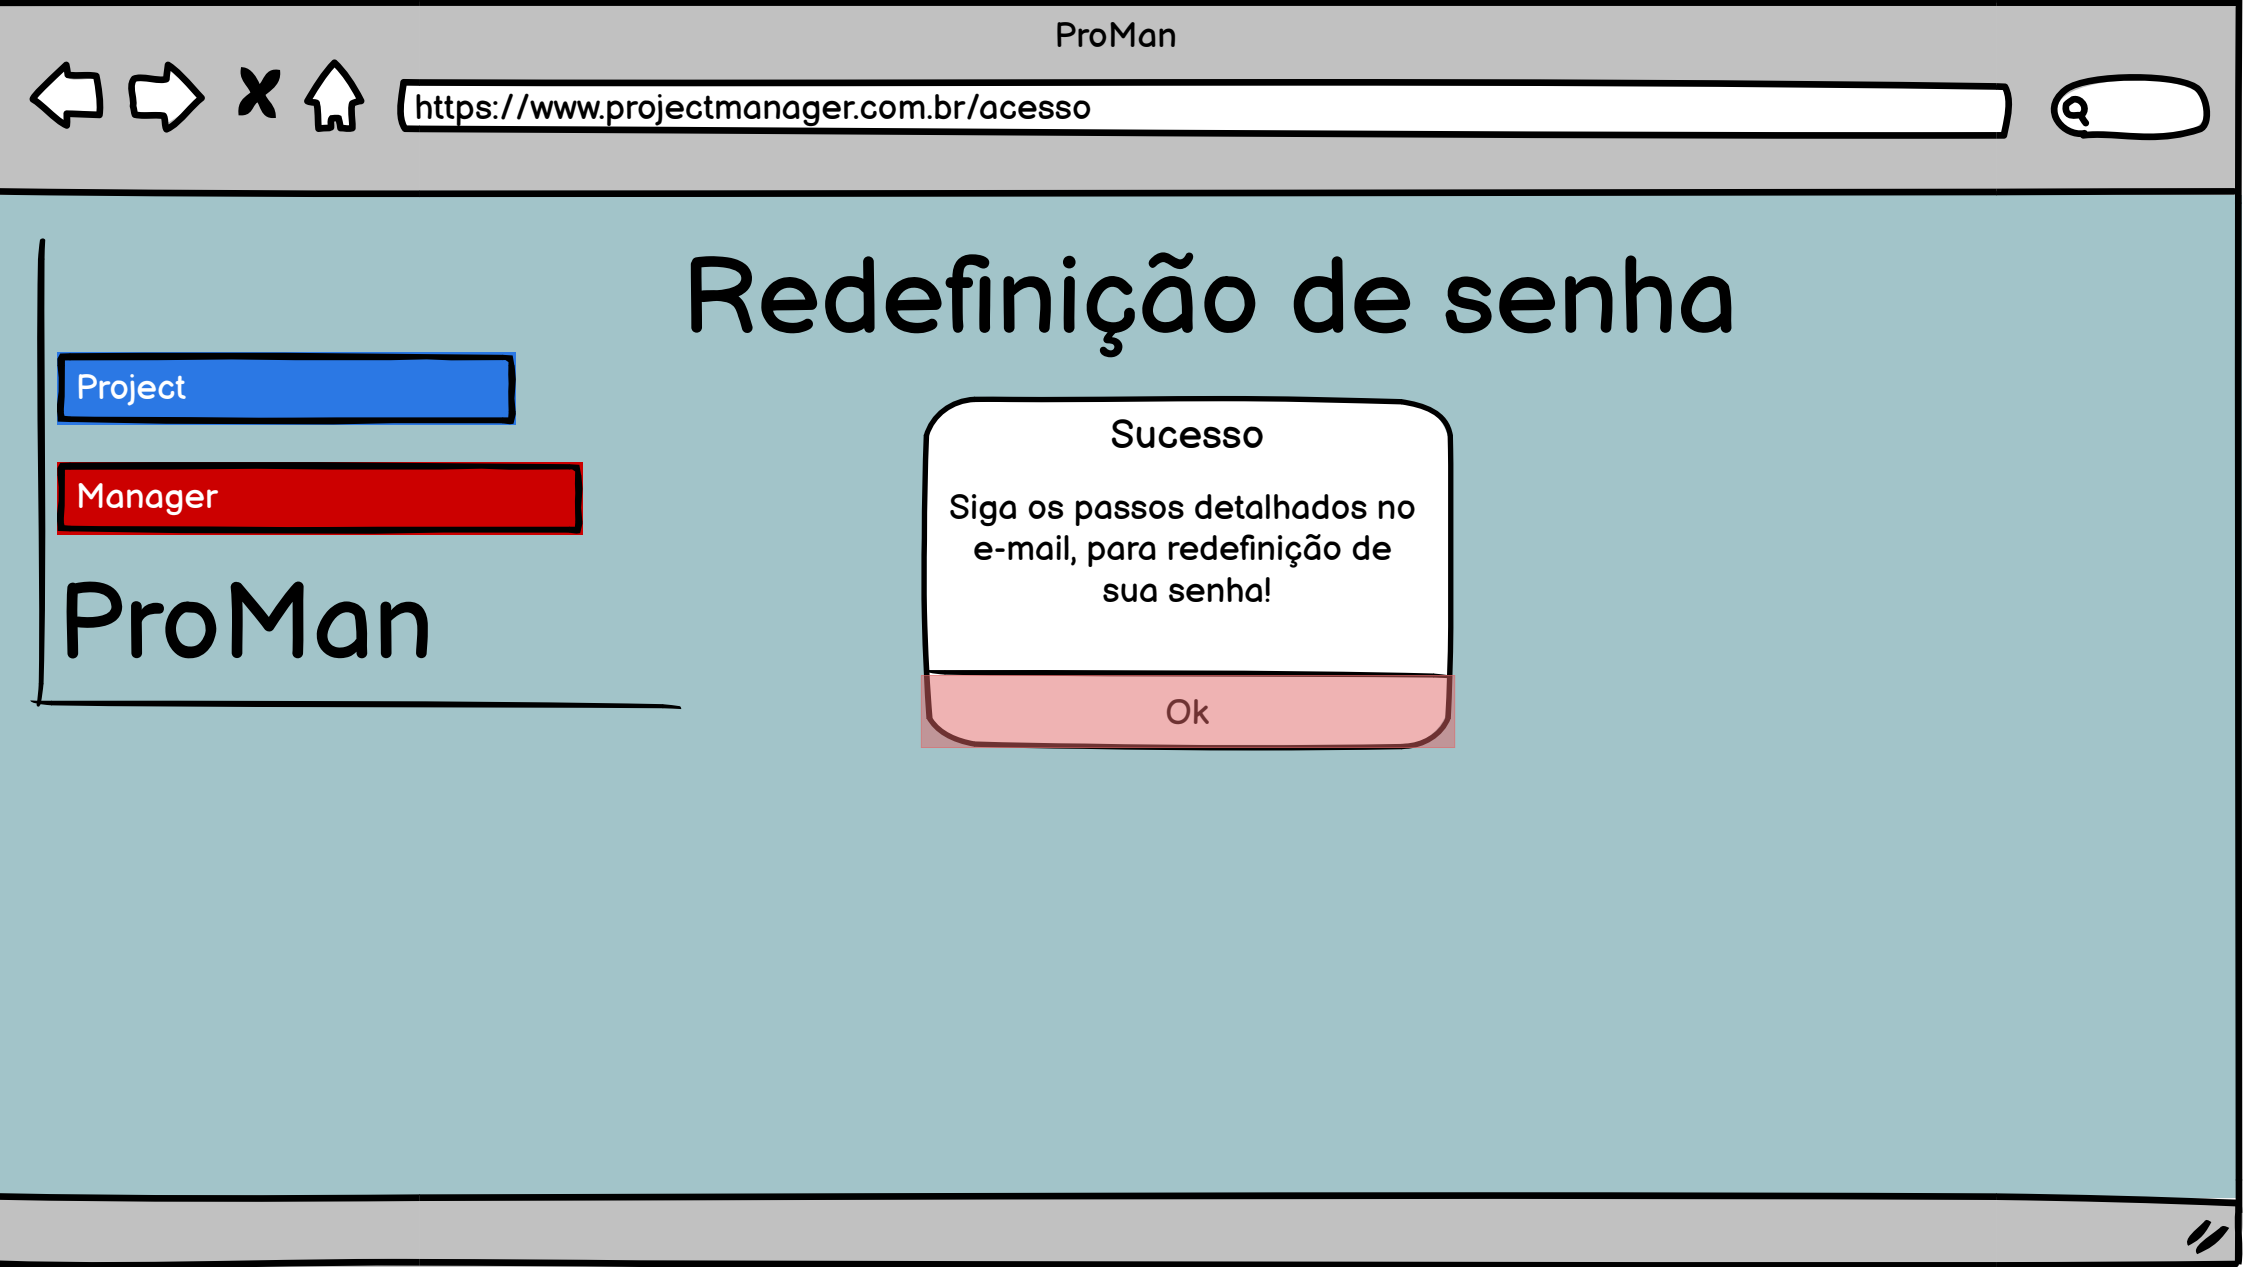 ProMan
https://www.projectmanager.com.br/acesso
Redefinição de senha
Project
Manager
ProMan
Sucesso
Siga os passos detalhados no
e-mail, para redefinição de
sua senha!
Ok